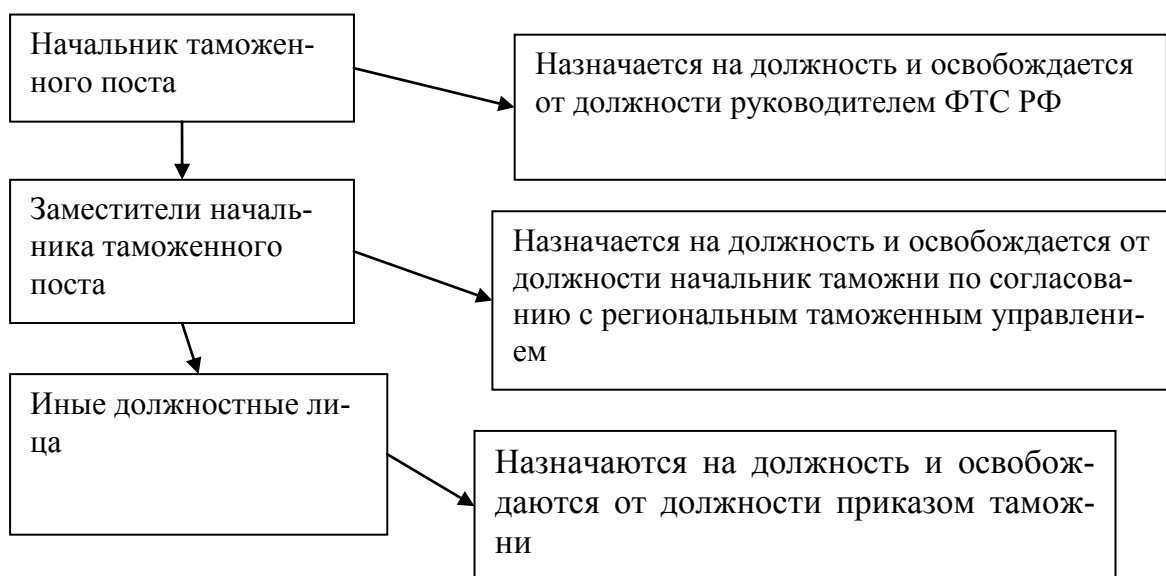 Начальник таможен-
ного поста
Назначается на должность и освобождается
от должности руководителем ФТС РФ
Заместители началь-
ника таможенного
поста
Назначается на должность и освобождается от
должности начальник таможни по согласова-
нию с региональным таможенным управлени-
ем
Иные должностные ли-
ца
Назначаются на должность и освобож-
даются от должности приказом тамож-
ни